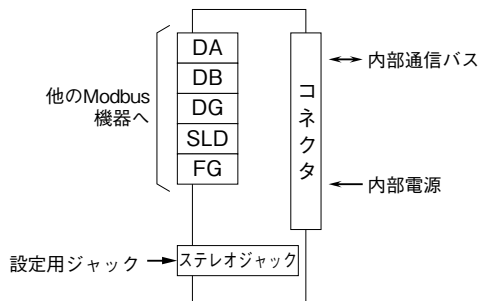 他のModbus
機器へ
DA
DB
DG
SLD
FG
コネクタ
内部通信バス
内部電源
設定用ジャック
ステレオジャック